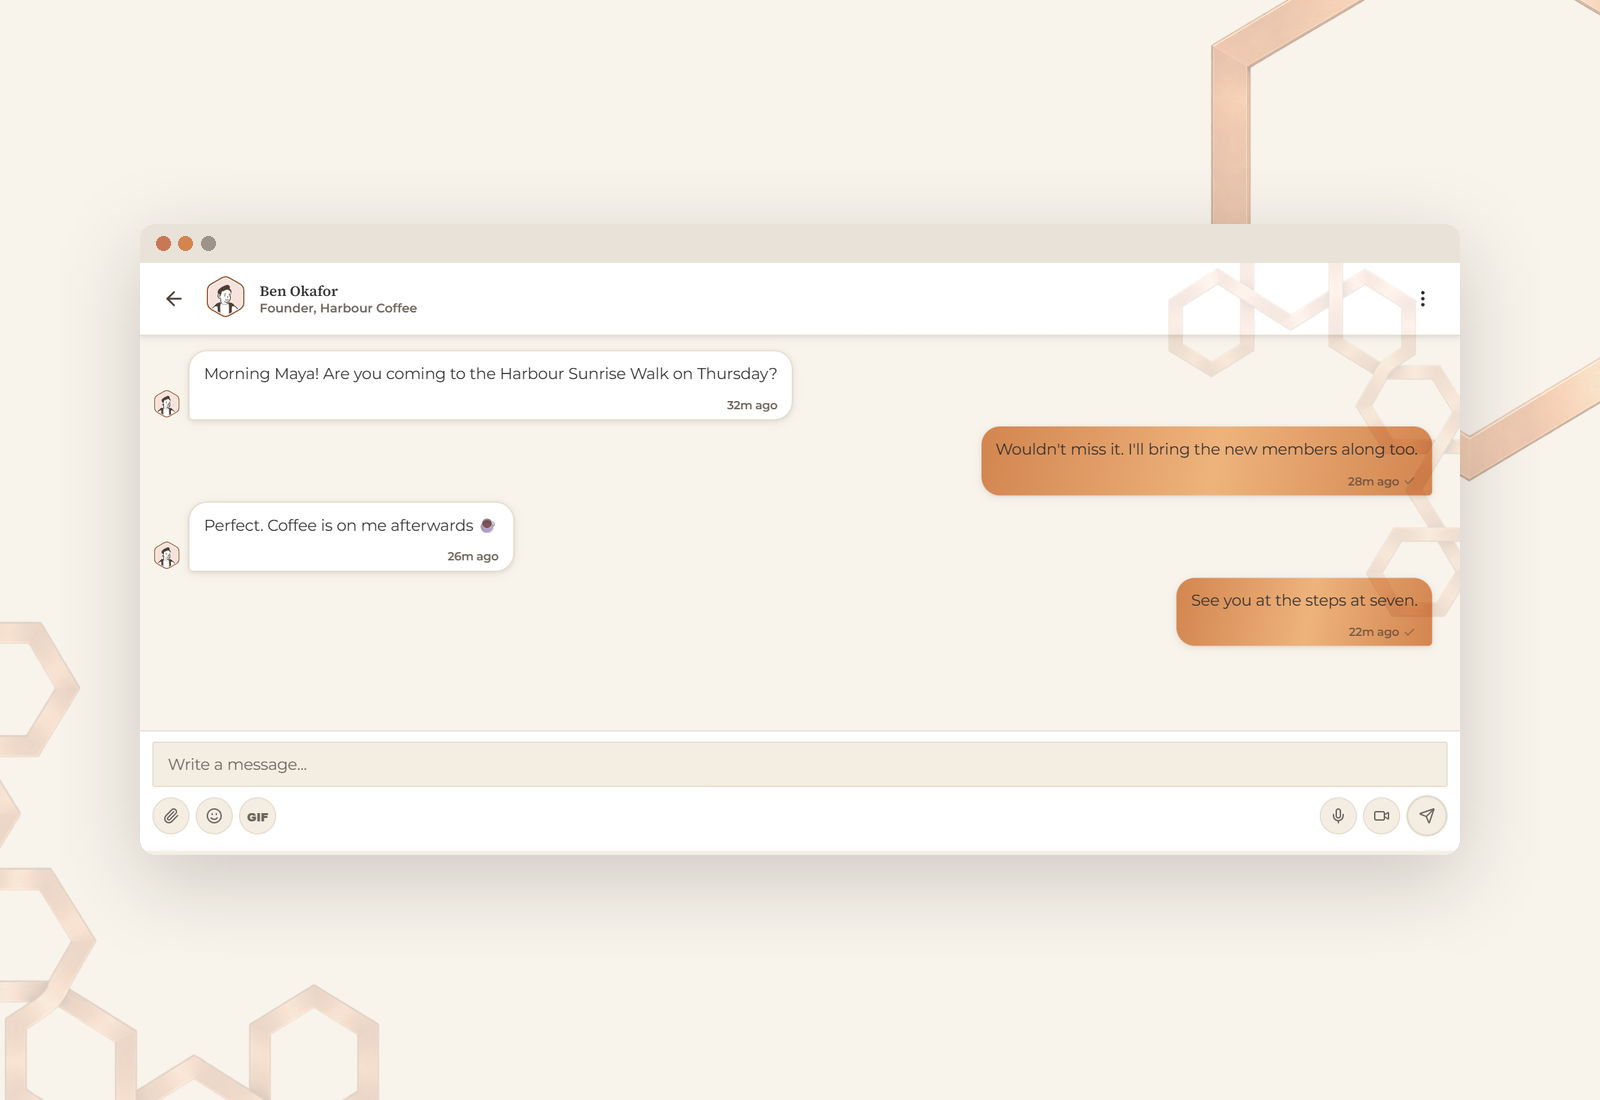 Ben Okafor
Founder, Harbour Coffee
Morning Maya! Are you coming to the Harbour Sunrise Walk on Thursday?
32m ago
Wouldn't miss it. I'll bring the new members along too.
28m ago
Perfect. Coffee is on me afterwards
26m ago
See you at the steps at seven.
22m ago
Write a message...
GIF